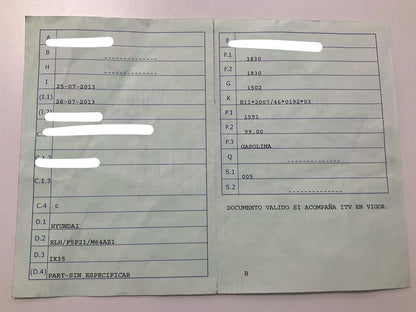 A
B ------------
H ------------
I 25-07-2013
(I.1) 26-07-2013
(I.2)
C.1
C.1.2
C.1.3
C.4 c
D.1 HYUNDAI
D.2 ELH/F5P21/M64AZ1
D.3 IX35
(D.4) PART-SIN ESPECIFICAR
E
F.1 1830
F.2 1830
G 1502
K E11*2007/46*0192*03
P.1 1591
P.2 99,00
P.3 GASOLINA
Q ------------
S.1 005
S.2 ------------
DOCUMENTO VALIDO SI ACOMPAÑA ITV EN VIGOR.
B